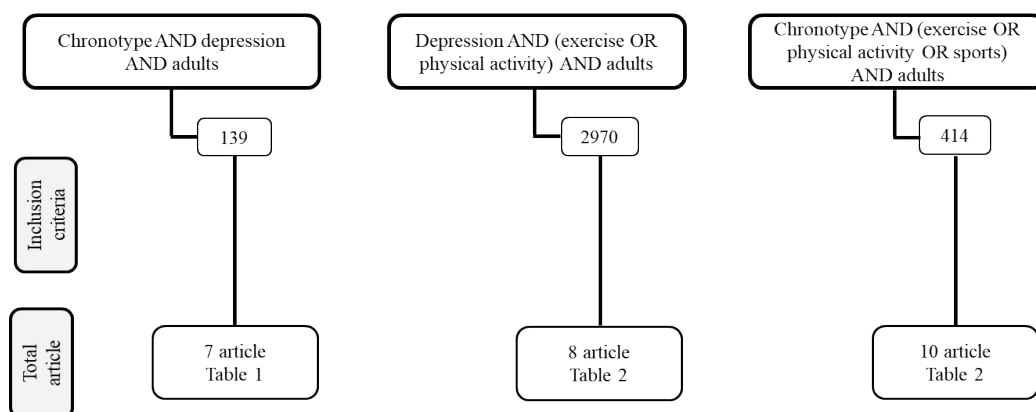 Chronotype AND depression
AND adults
Depression AND (exercise OR
physical activity) AND adults
Chronotype AND (exercise OR
physical activity OR sports)
AND adults
139
2970
414
Inclusion
criteria
Total
article
7 article
Table 1
8 article
Table 2
10 article
Table 2